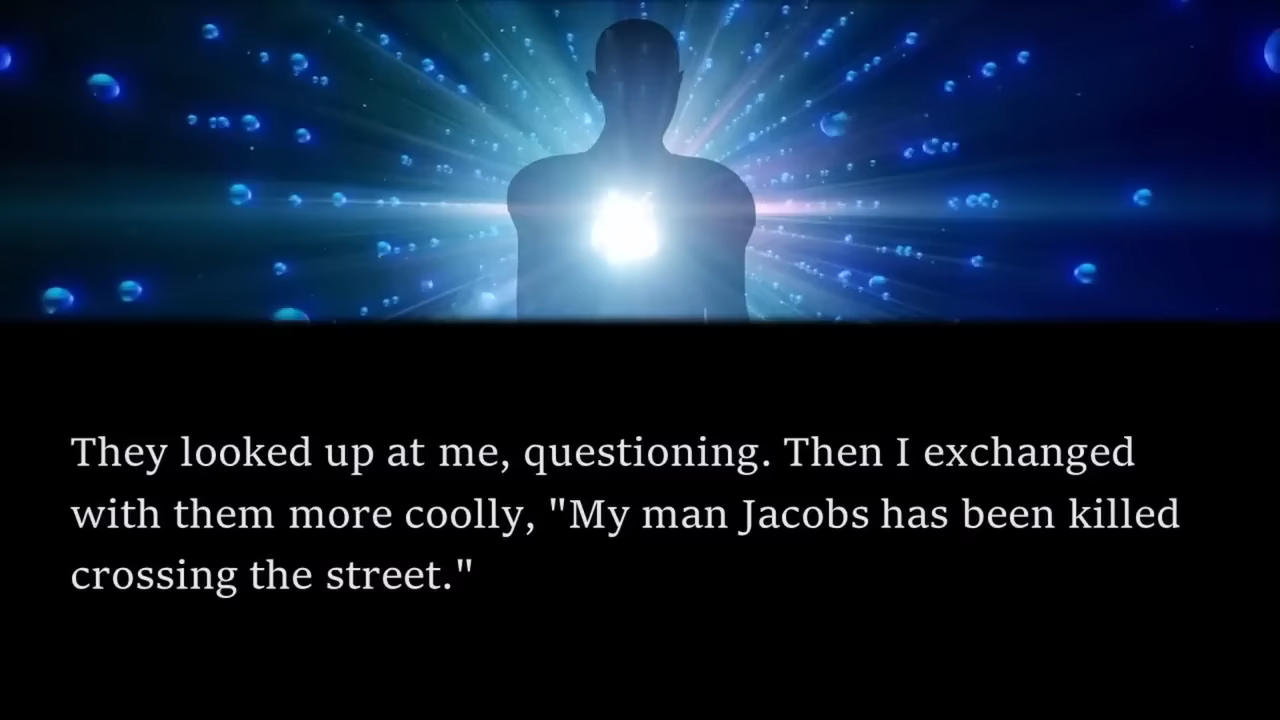 They looked up at me, questioning. Then I exchanged
with them more coolly, "My man Jacobs has been killed
crossing the street."